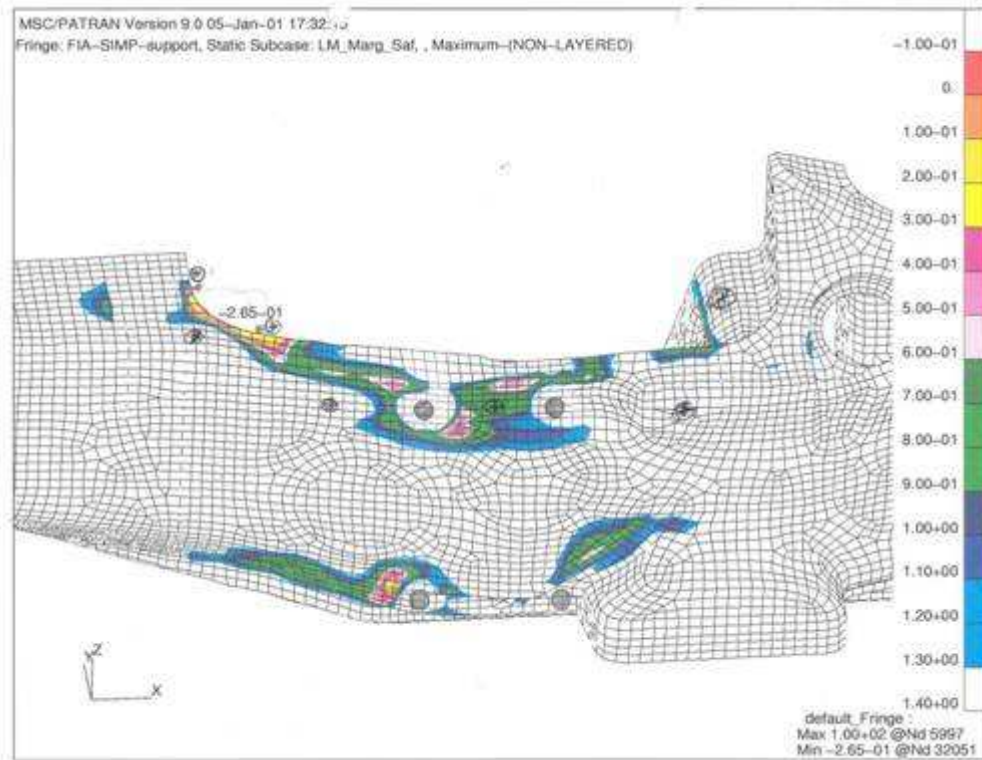 MSC/PATRAN Version 9.0 05-Jan-01 17:32:
Fringe: FIA-SIMP-support, Static Subcase: LM_Marg_Saf, , Maximum-(NON-LAYERED)
-1.00-01
0.
1.00-01
2.00-01
3.00-01
4.00-01
5.00-01
6.00-01
7.00-01
8.00-01
9.00-01
1.00+00
1.10+00
1.20+00
1.30+00
1.40+00
-2.65-01
Z
X
default_Fringe :
Max 1.00+02 @Nd 5997
Min -2.65-01 @Nd 32051